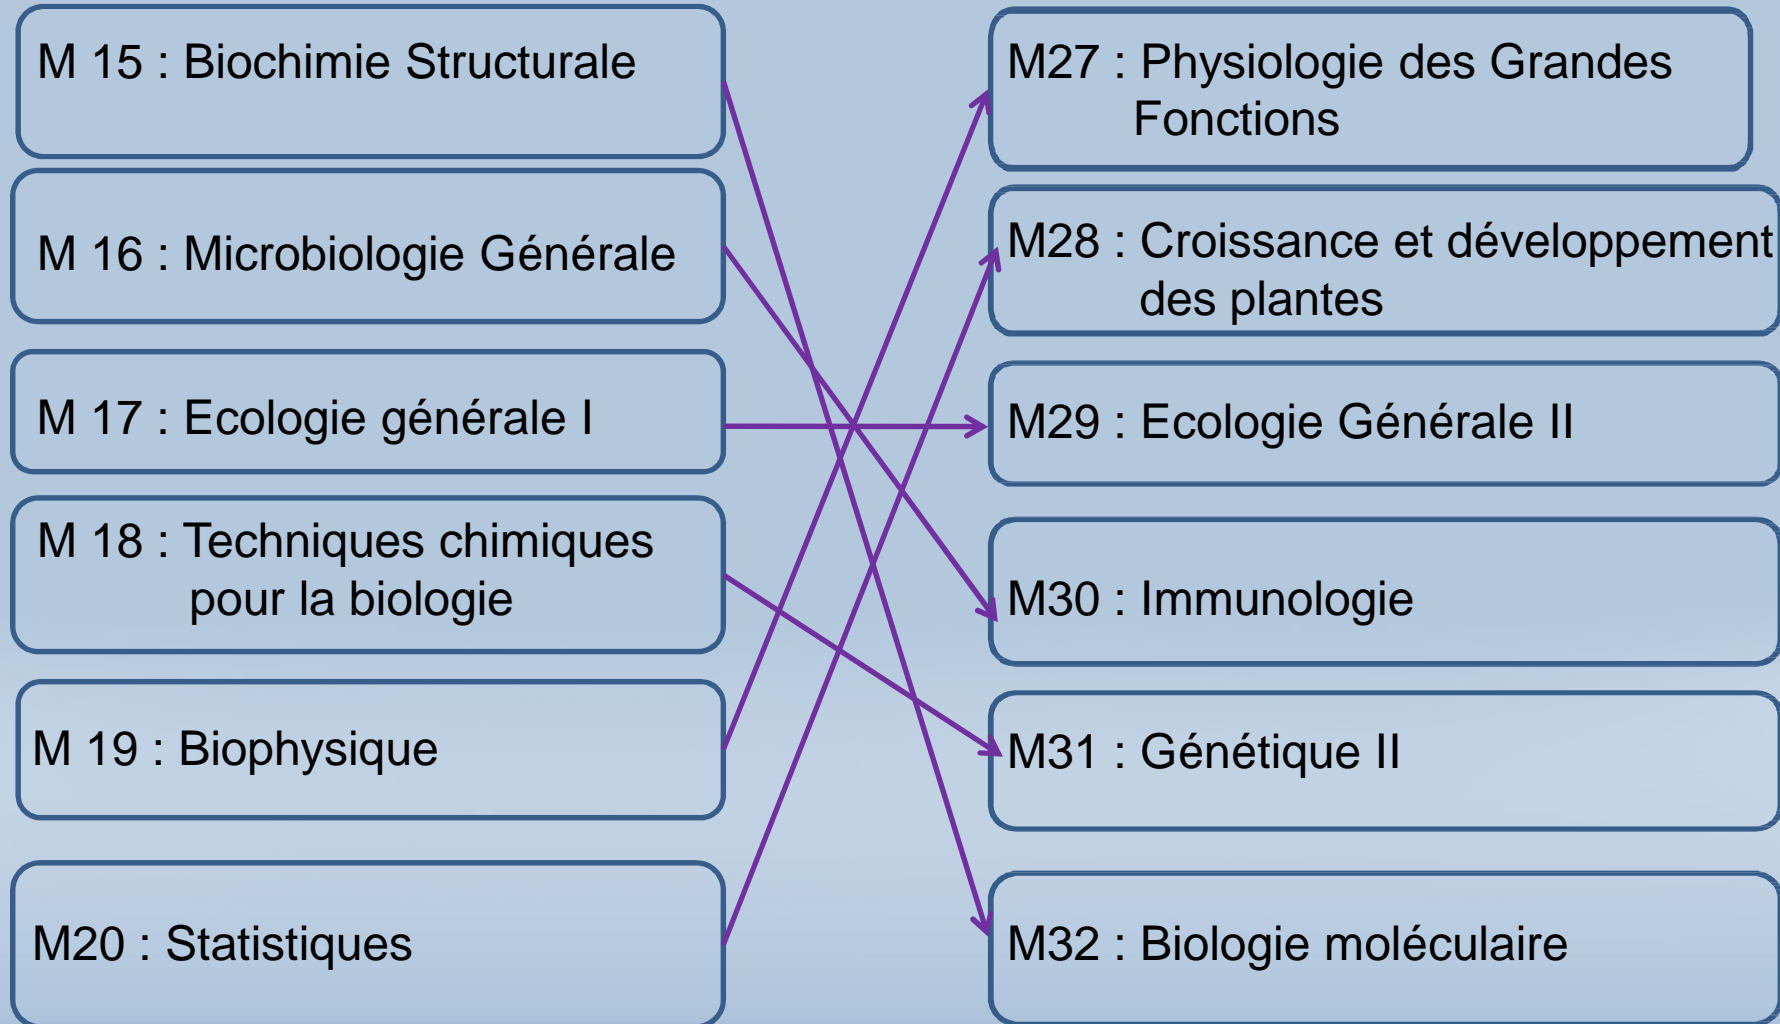 M 15 : Biochimie Structurale
M 16 : Microbiologie Générale
M 17 : Ecologie générale I
M 18 : Techniques chimiques
pour la biologie
M 19 : Biophysique
M20 : Statistiques
M27 : Physiologie des Grandes
Fonctions
M28 : Croissance et développement
des plantes
M29 : Ecologie Générale II
M30 : Immunologie
M31 : Génétique II
M32 : Biologie moléculaire